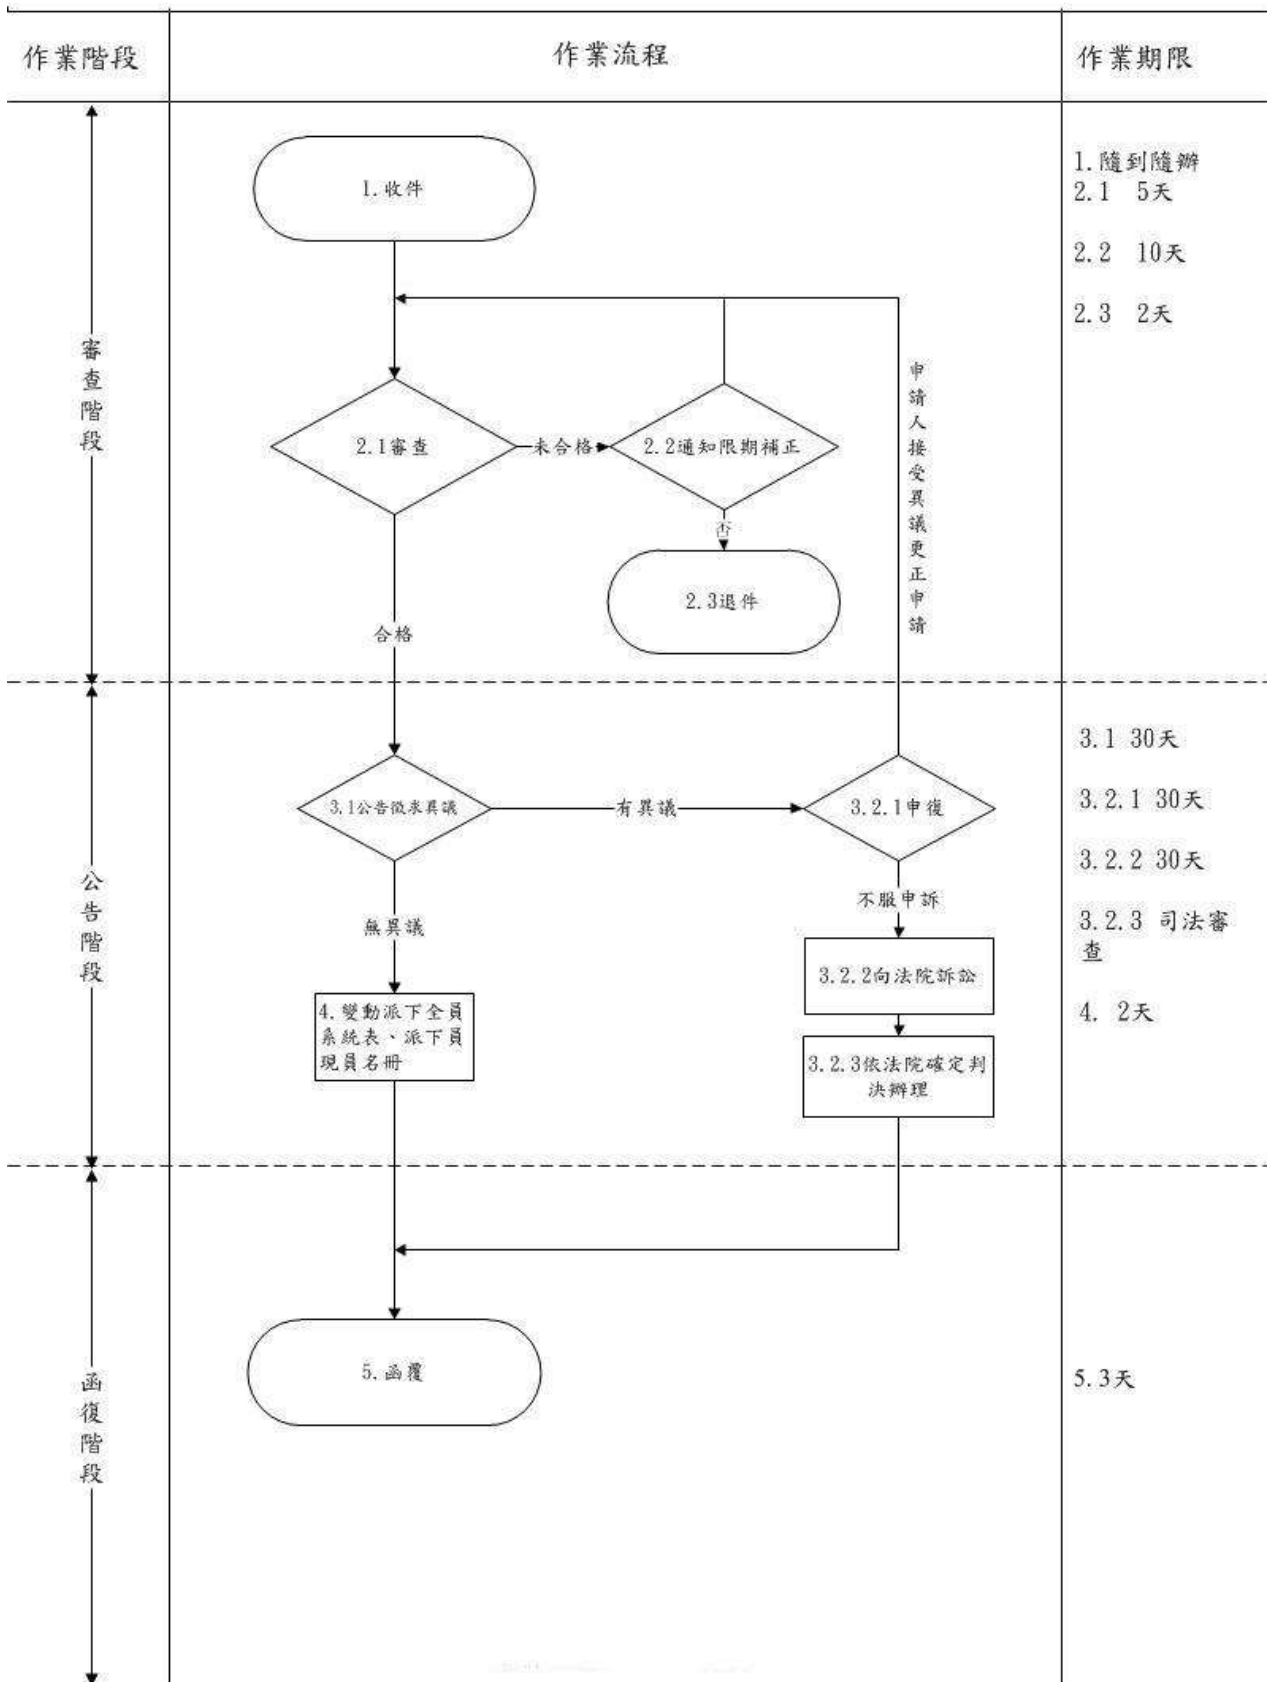 作業階段
作業流程
作業期限
審查階段
1.收件
2.1審查
未合格
2.2通知限期補正
否
2.3退件
合格
申請人接受異議更正申請
1.隨到隨辦
2.1 5天
2.2 10天
2.3 2天
公告階段
3.1公告徵求異議
有異議
3.2.1申復
無異議
不服申訴
3.2.2向法院訴訟
4.變動派下全員
系統表、派下員
現員名冊
3.2.3依法院確定判
決辦理
3.1 30天
3.2.1 30天
3.2.2 30天
3.2.3 司法審
查
4. 2天
函復階段
5.函覆
5.3天